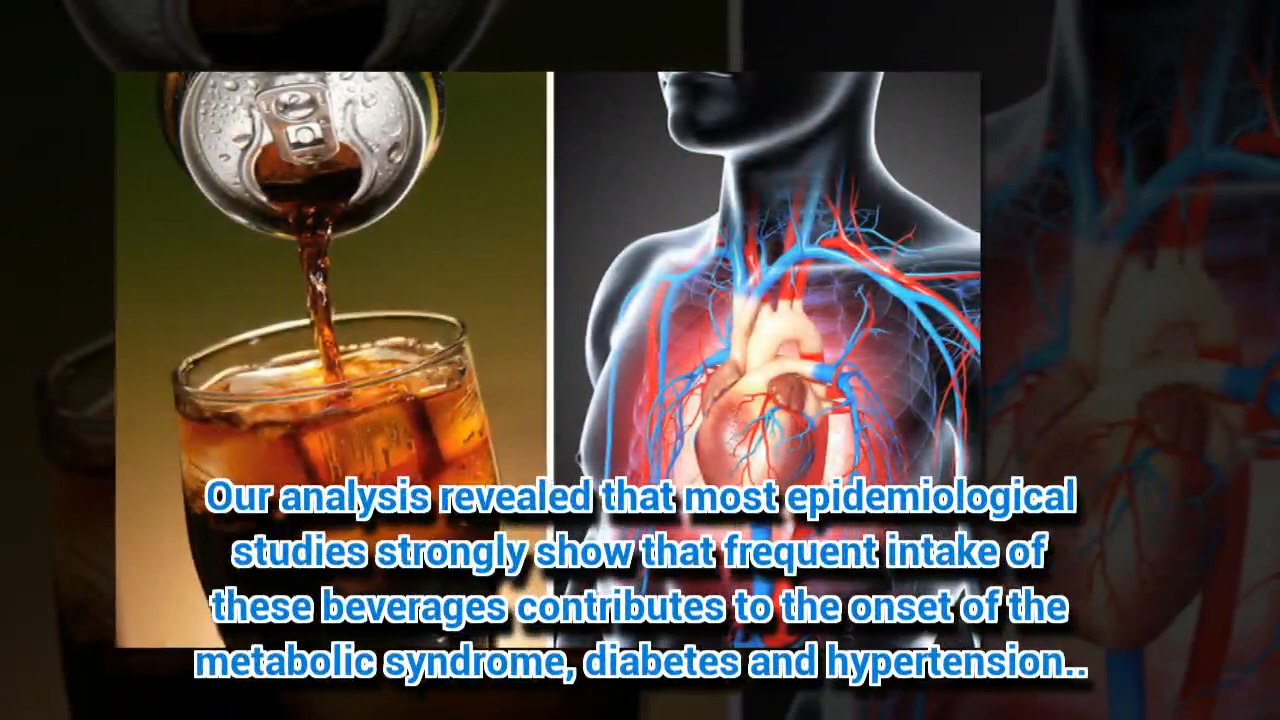 Our analysis revealed that most epidemiological
studies strongly show that frequent intake of
these beverages contributes to the onset of the
metabolic syndrome, diabetes and hypertension..